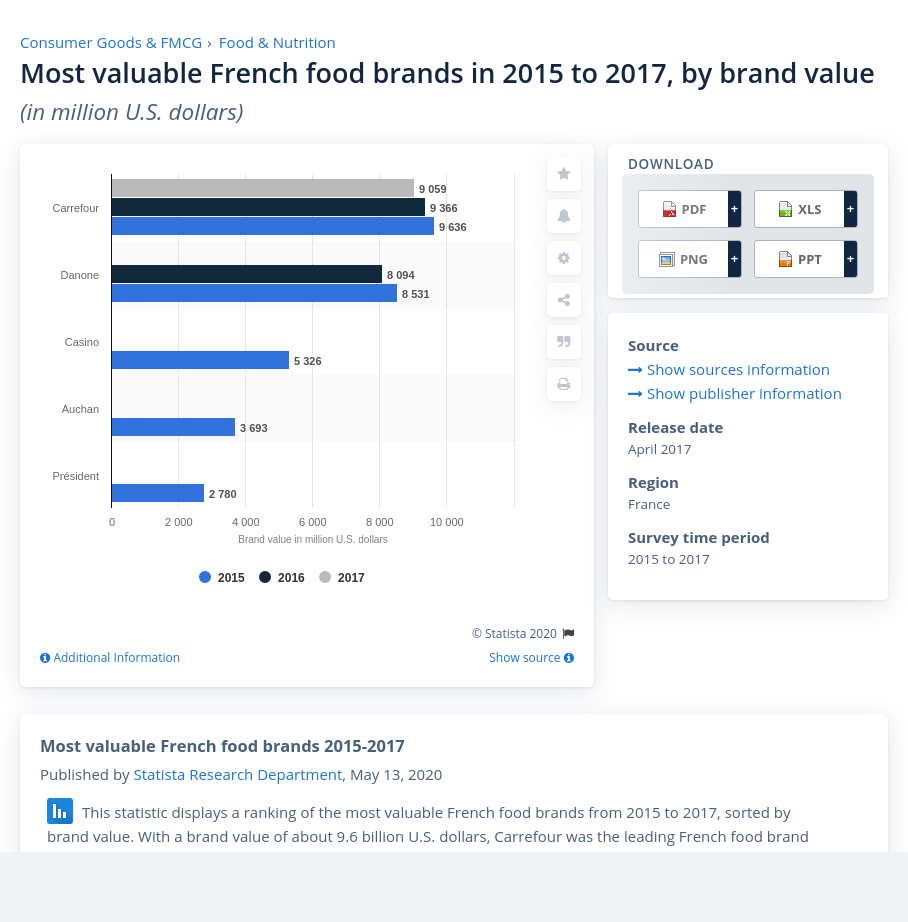 Consumer Goods & FMCG › Food & Nutrition
Most valuable French food brands in 2015 to 2017, by brand value
(in million U.S. dollars)
DOWNLOAD
PDF +
XLS +
PNG +
PPT +
Carrefour
9 059
9 366
9 636
Danone
8 094
8 531
Casino
5 326
Auchan
3 693
Président
2 780
0 2 000 4 000 6 000 8 000 10 000
Brand value in million U.S. dollars
2015 2016 2017
© Statista 2020
Additional Information
Show source
Source
Show sources information
Show publisher information
Release date
April 2017
Region
France
Survey time period
2015 to 2017
Most valuable French food brands 2015-2017
Published by Statista Research Department, May 13, 2020
This statistic displays a ranking of the most valuable French food brands from 2015 to 2017, sorted by
brand value. With a brand value of about 9.6 billion U.S. dollars, Carrefour was the leading French food brand